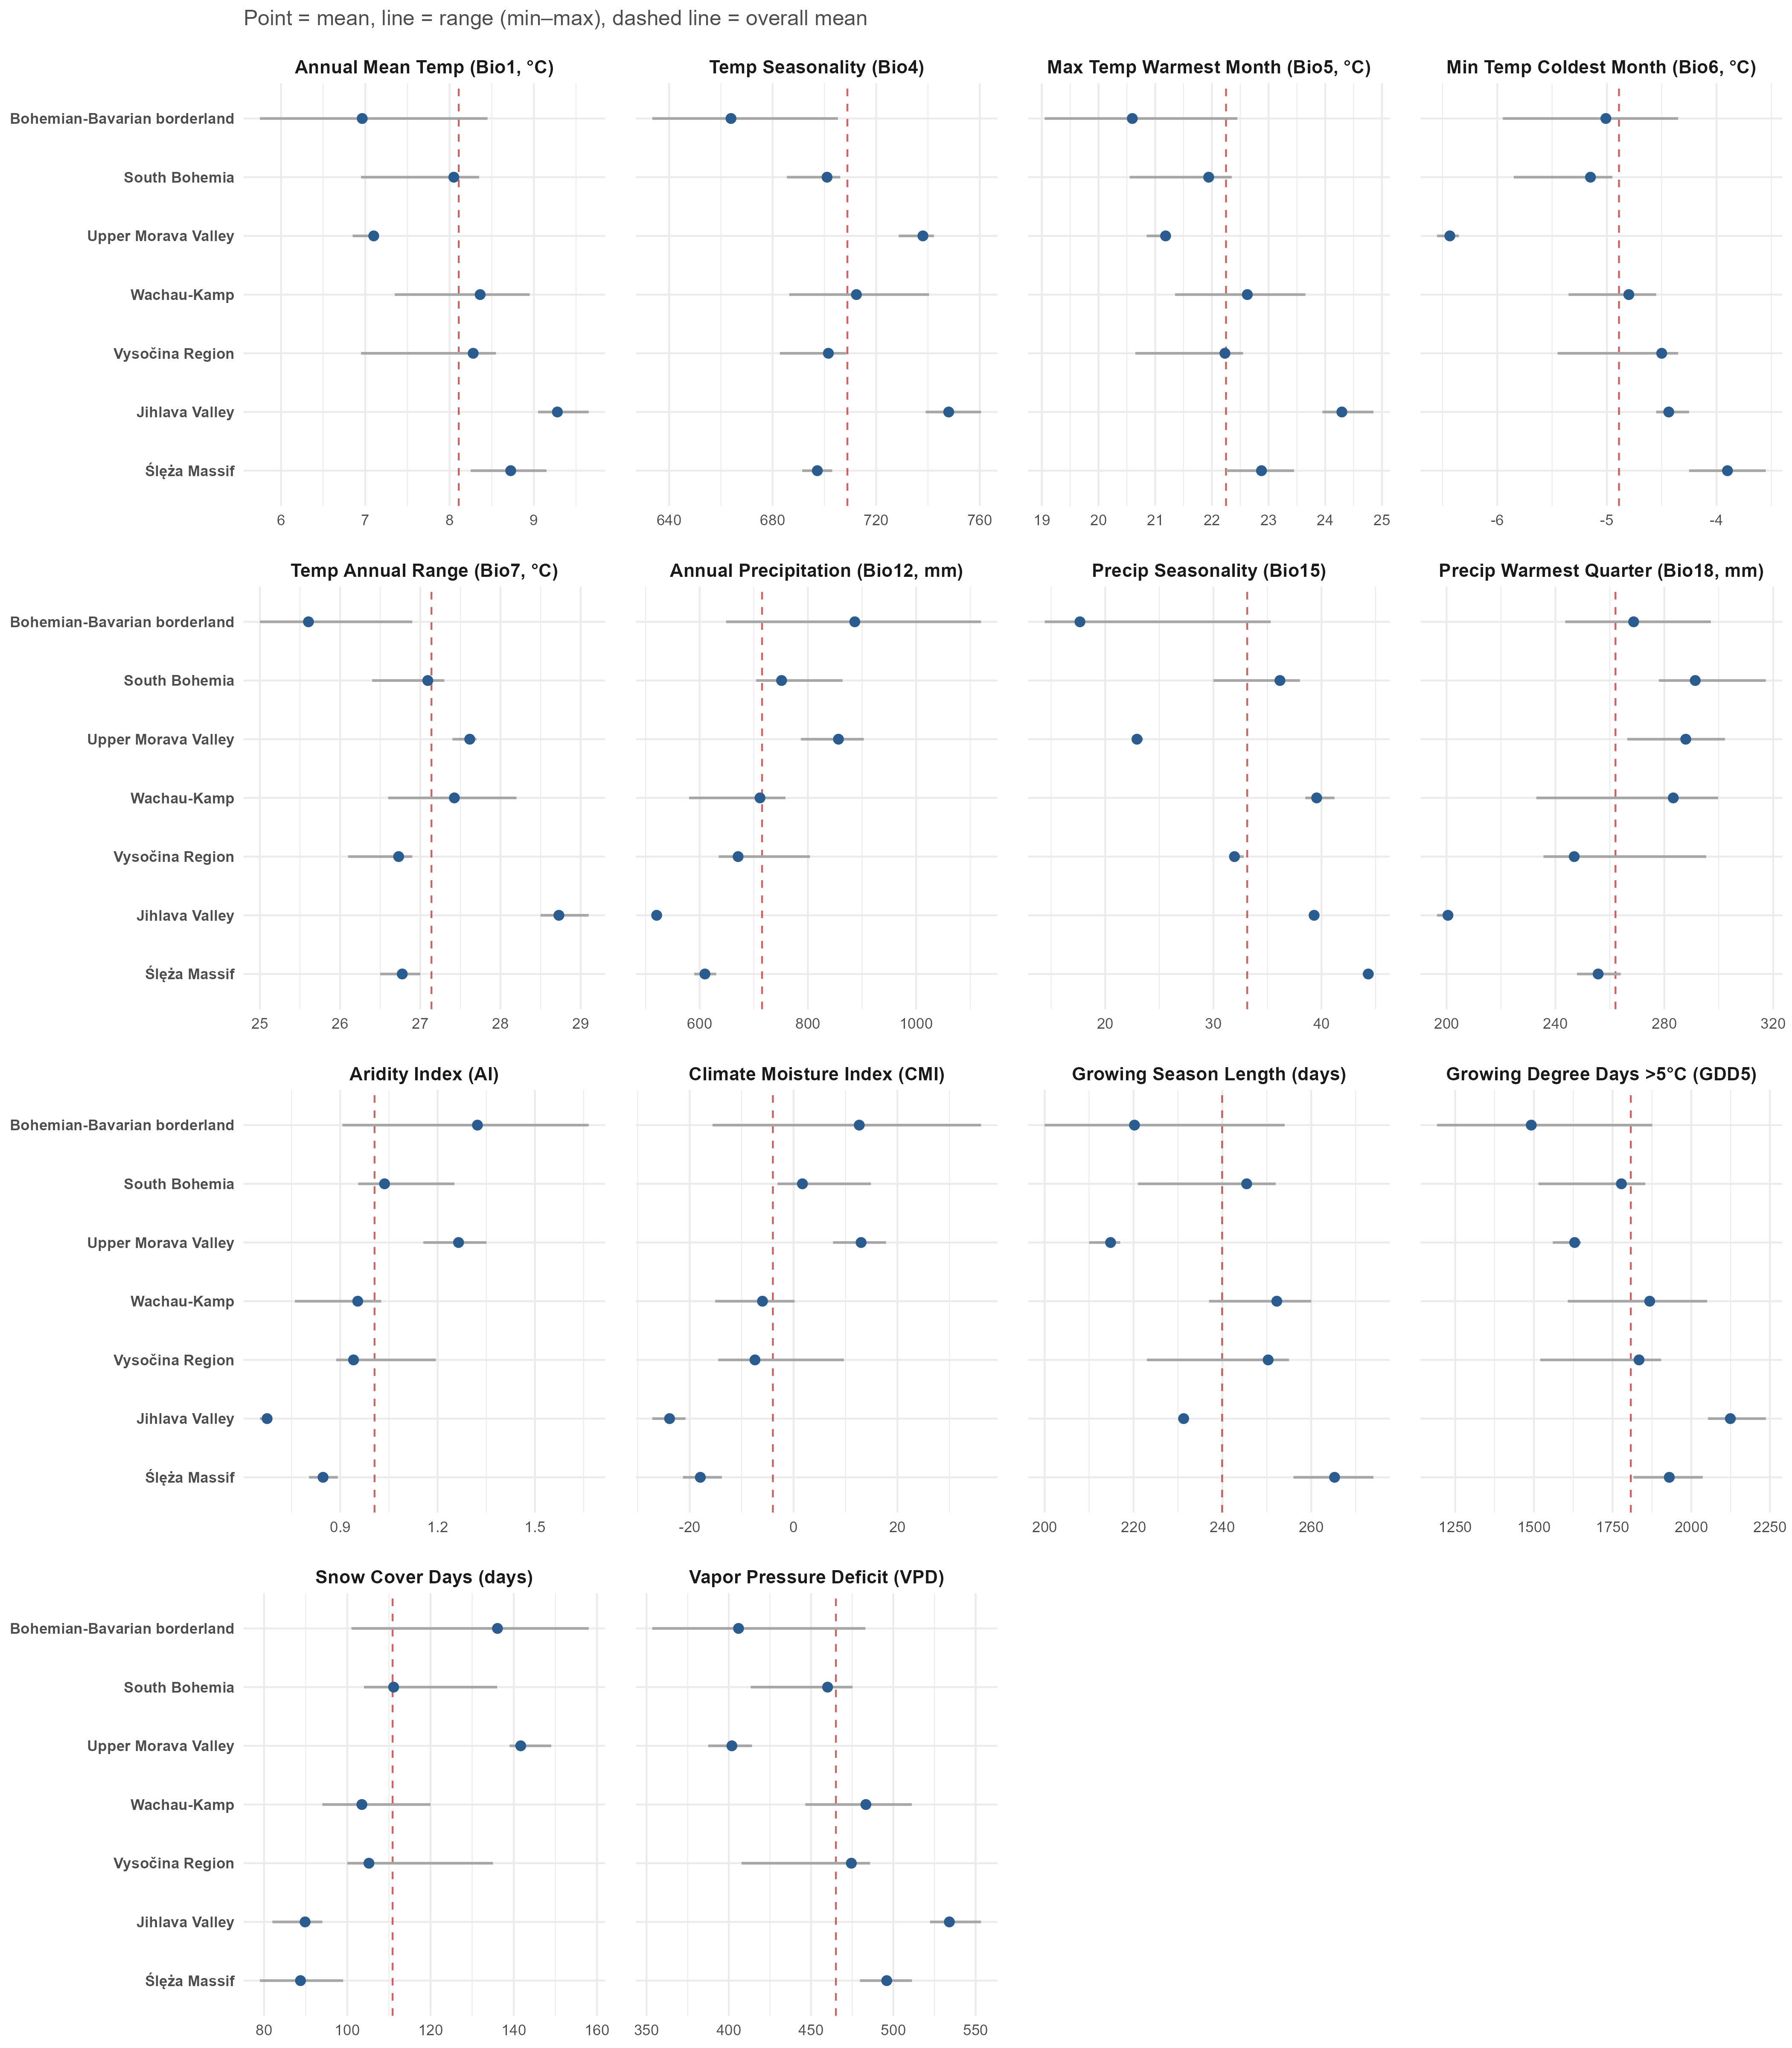 Point = mean, line = range (min–max), dashed line = overall mean
Annual Mean Temp (Bio1, °C)
Temp Seasonality (Bio4)
Max Temp Warmest Month (Bio5, °C)
Min Temp Coldest Month (Bio6, °C)
Bohemian-Bavarian borderland
South Bohemia
Upper Morava Valley
Wachau-Kamp
Vysočina Region
Jihlava Valley
Ślęża Massif
6 7 8 9
640 680 720 760
19 20 21 22 23 24 25
-6 -5 -4
Temp Annual Range (Bio7, °C)
Annual Precipitation (Bio12, mm)
Precip Seasonality (Bio15)
Precip Warmest Quarter (Bio18, mm)
Bohemian-Bavarian borderland
South Bohemia
Upper Morava Valley
Wachau-Kamp
Vysočina Region
Jihlava Valley
Ślęża Massif
25 26 27 28 29
600 800 1000
20 30 40
200 240 280 320
Aridity Index (AI)
Climate Moisture Index (CMI)
Growing Season Length (days)
Growing Degree Days >5°C (GDD5)
Bohemian-Bavarian borderland
South Bohemia
Upper Morava Valley
Wachau-Kamp
Vysočina Region
Jihlava Valley
Ślęża Massif
0.9 1.2 1.5
-20 0 20
200 220 240 260
1250 1500 1750 2000 2250
Snow Cover Days (days)
Vapor Pressure Deficit (VPD)
Bohemian-Bavarian borderland
South Bohemia
Upper Morava Valley
Wachau-Kamp
Vysočina Region
Jihlava Valley
Ślęża Massif
80 100 120 140 160
350 400 450 500 550